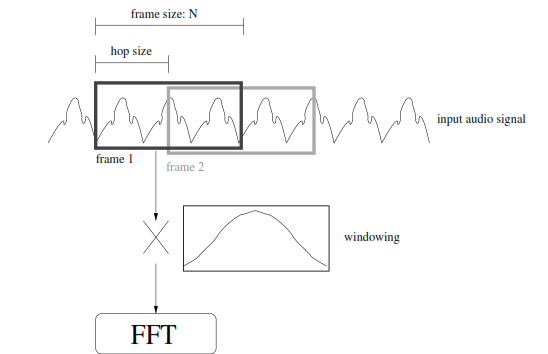 frame size: N
hop size
input audio signal
frame 1
frame 2
windowing
FFT